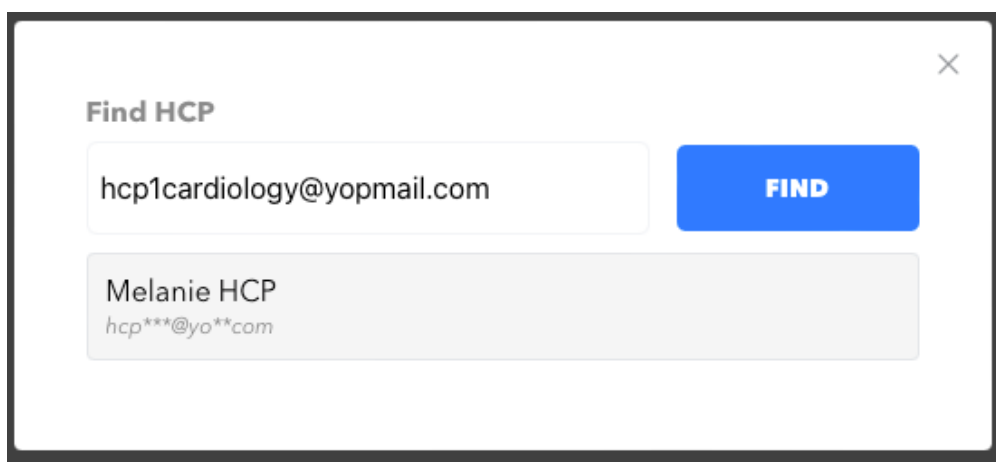 Find HCP
hcp1cardiology@yopmail.com
FIND
Melanie HCP
hcp***@yo**com